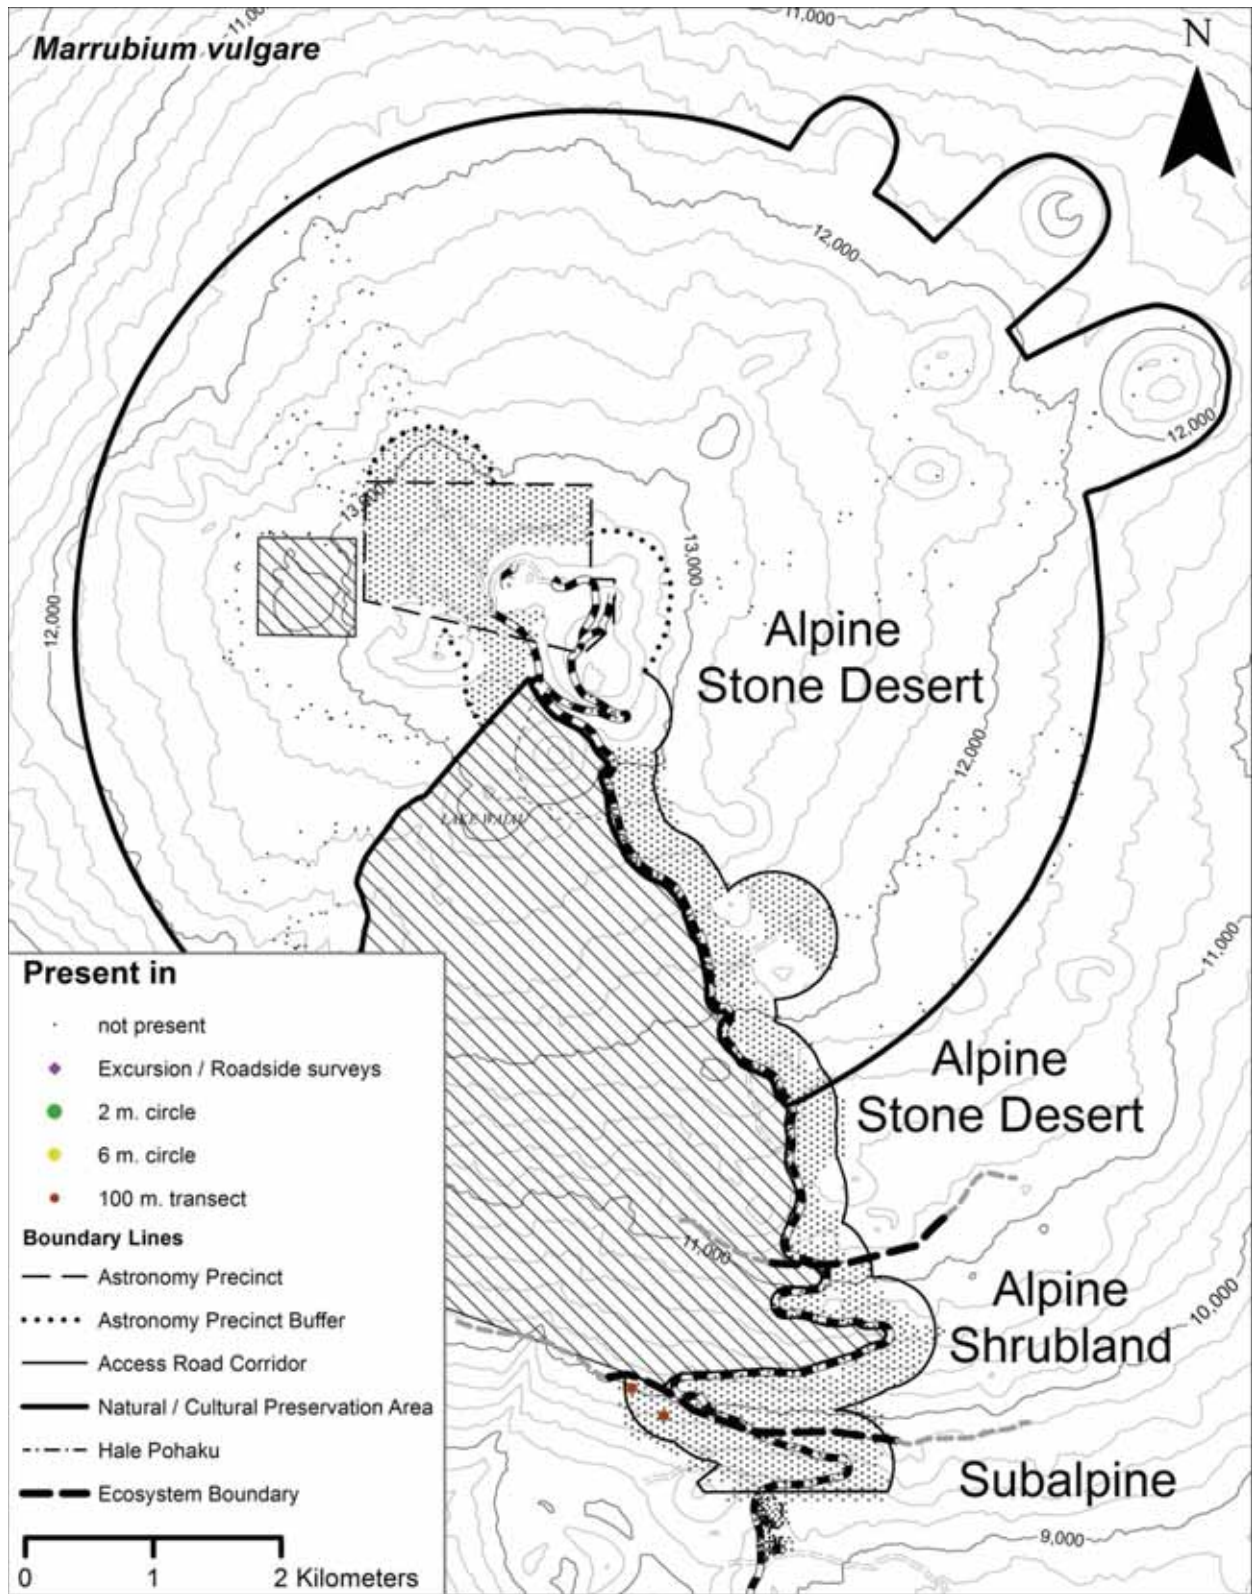 11,000
11,000
Marrubium vulgare
N
12,000
12,000
13,000
13,000
12,000
Alpine
Stone Desert
12,000
LAKE WAIAU
11,000
Present in
not present
Excursion / Roadside surveys
2 m. circle
6 m. circle
100 m. transect
Boundary Lines
Astronomy Precinct
Astronomy Precinct Buffer
Access Road Corridor
Natural / Cultural Preservation Area
Hale Pohaku
Ecosystem Boundary
0 1 2 Kilometers
Alpine
Stone Desert
11,000
Alpine
Shrubland
10,000
Subalpine
9,000